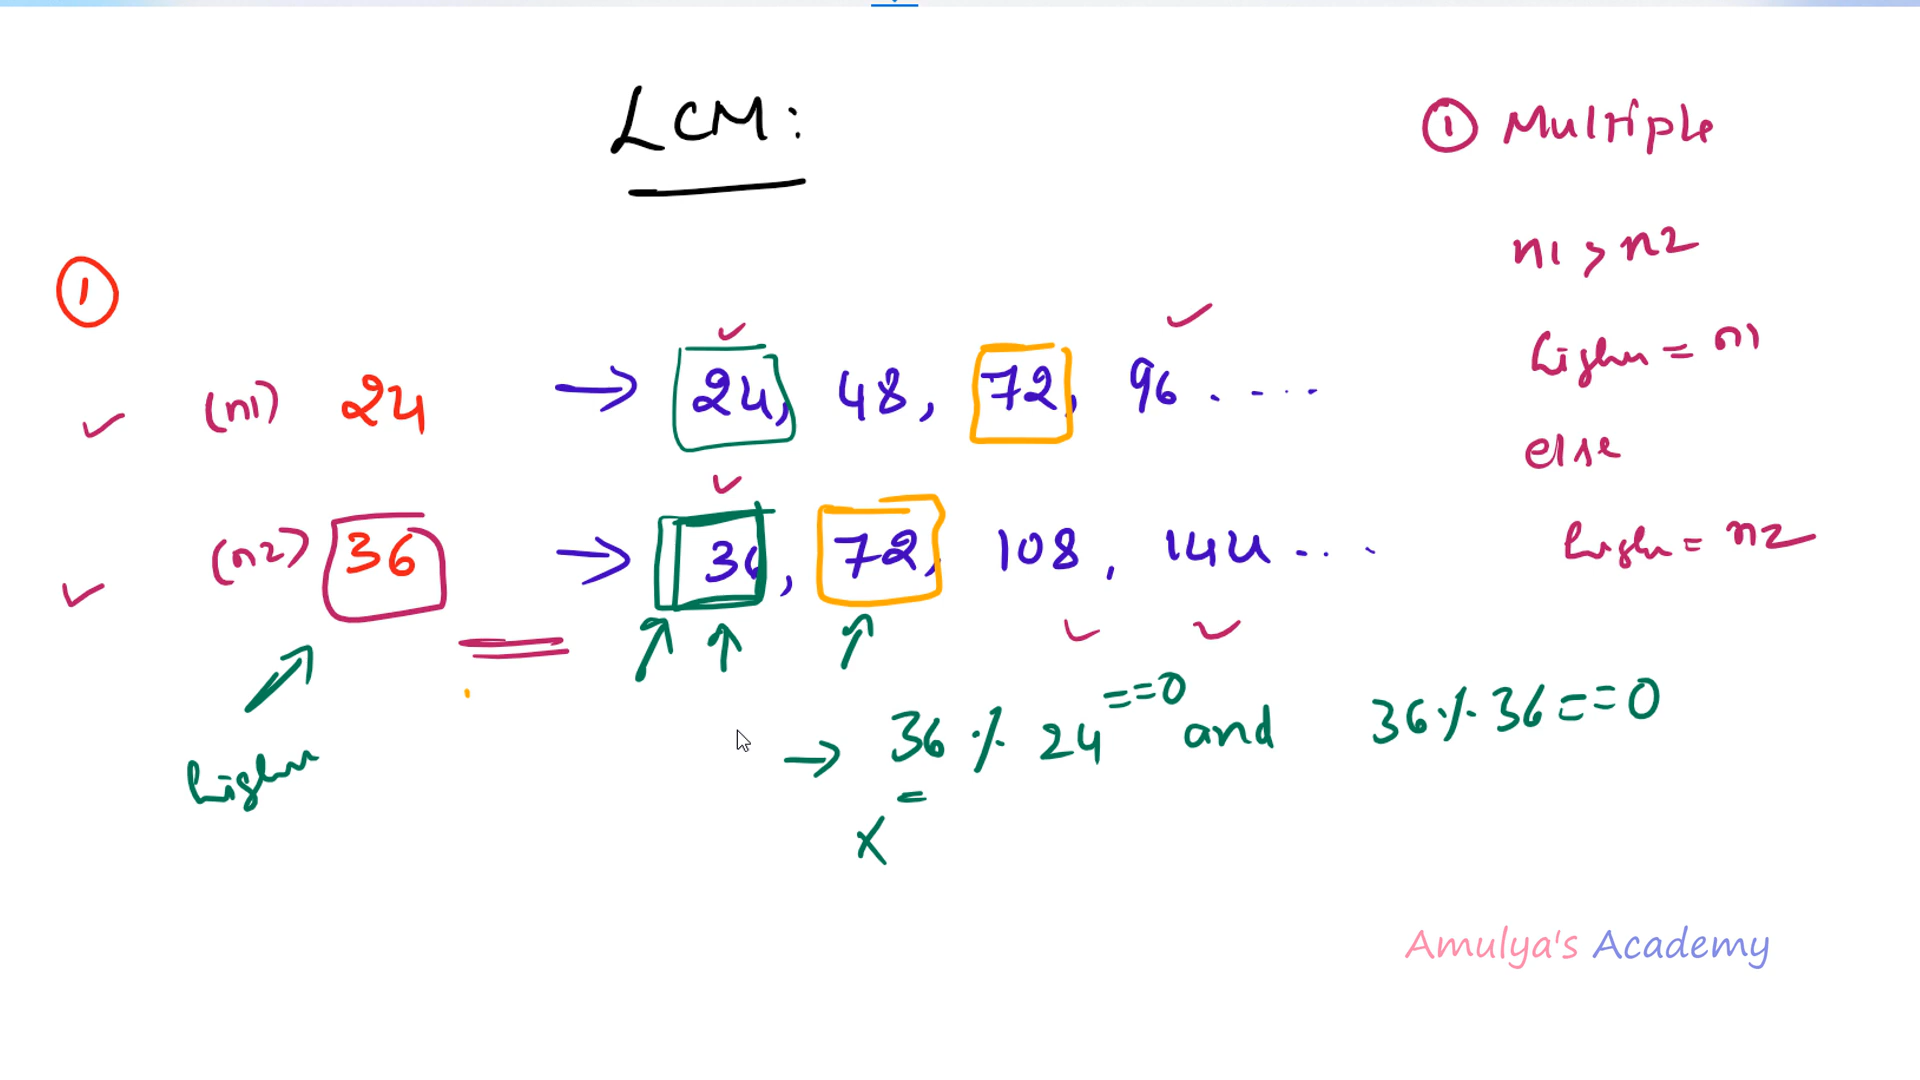 LCM:
① Multiple
n1 > n2
①
higher = n1
(n1) 24 → 24, 48, 72, 96 . ....
else
(n2) 36 → 36, 72, 108, 144 ...
high = n2
higher
→ 36 % 24 ==0 and 36 % 36 ==0
x
Amulya's Academy